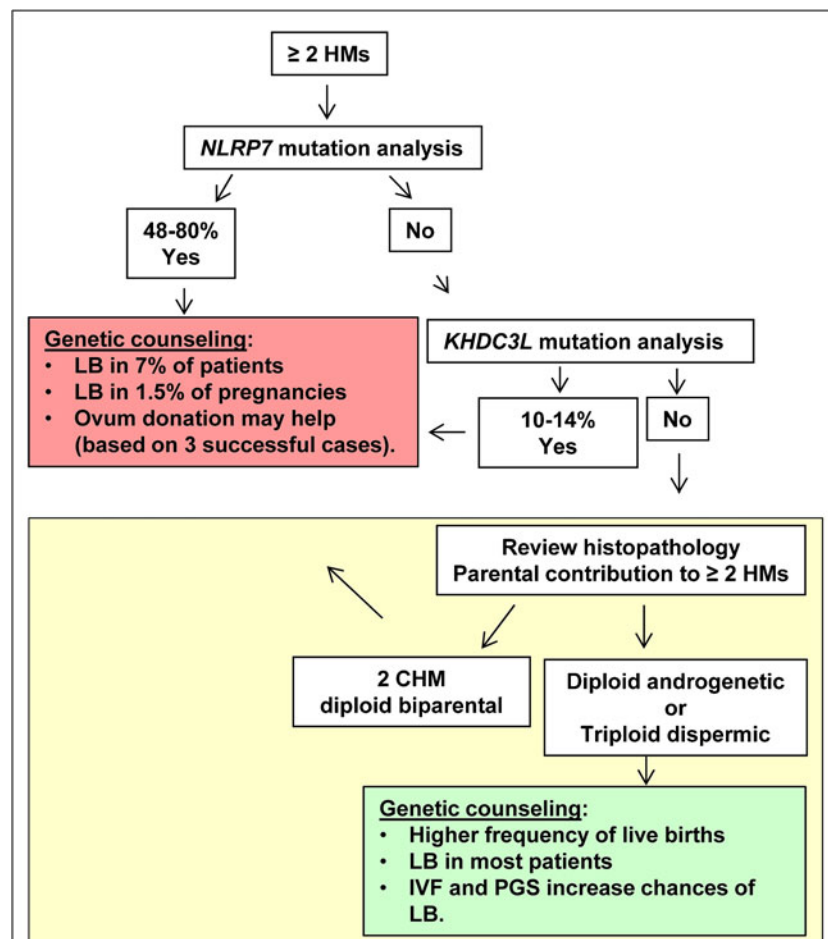 ≥ 2 HMs
NLRP7 mutation analysis
48-80%
Yes
No
Genetic counseling:
• LB in 7% of patients
• LB in 1.5% of pregnancies
• Ovum donation may help
(based on 3 successful cases).
KHDC3L mutation analysis
10-14%
Yes
No
Review histopathology
Parental contribution to ≥ 2 HMs
2 CHM
diploid biparental
Diploid androgenetic
or
Triploid dispermic
Genetic counseling:
• Higher frequency of live births
• LB in most patients
• IVF and PGS increase chances of
LB.